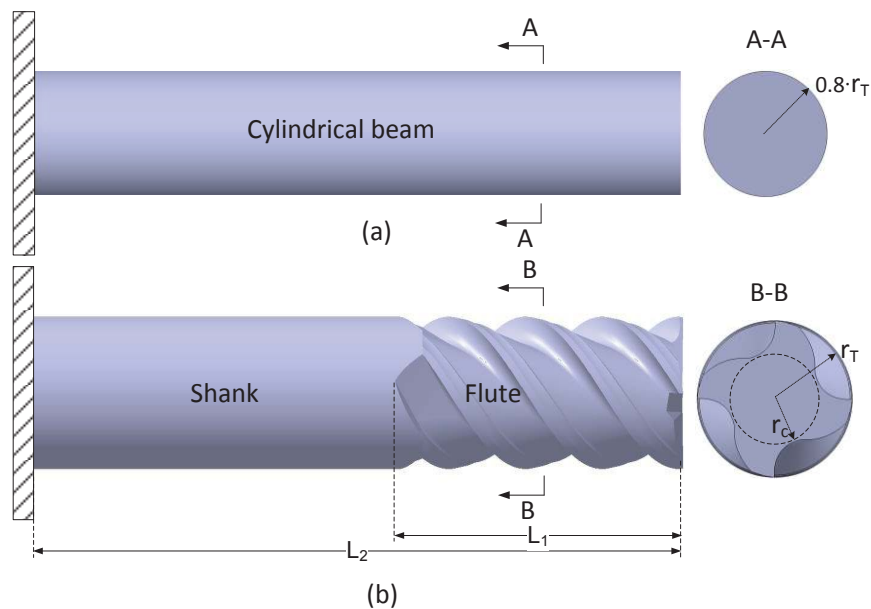 A
A-A
0.8·r_T
Cylindrical beam
A
(a)
B
B-B
r_T
Shank
Flute
r_c
B
L_1
L_2
(b)